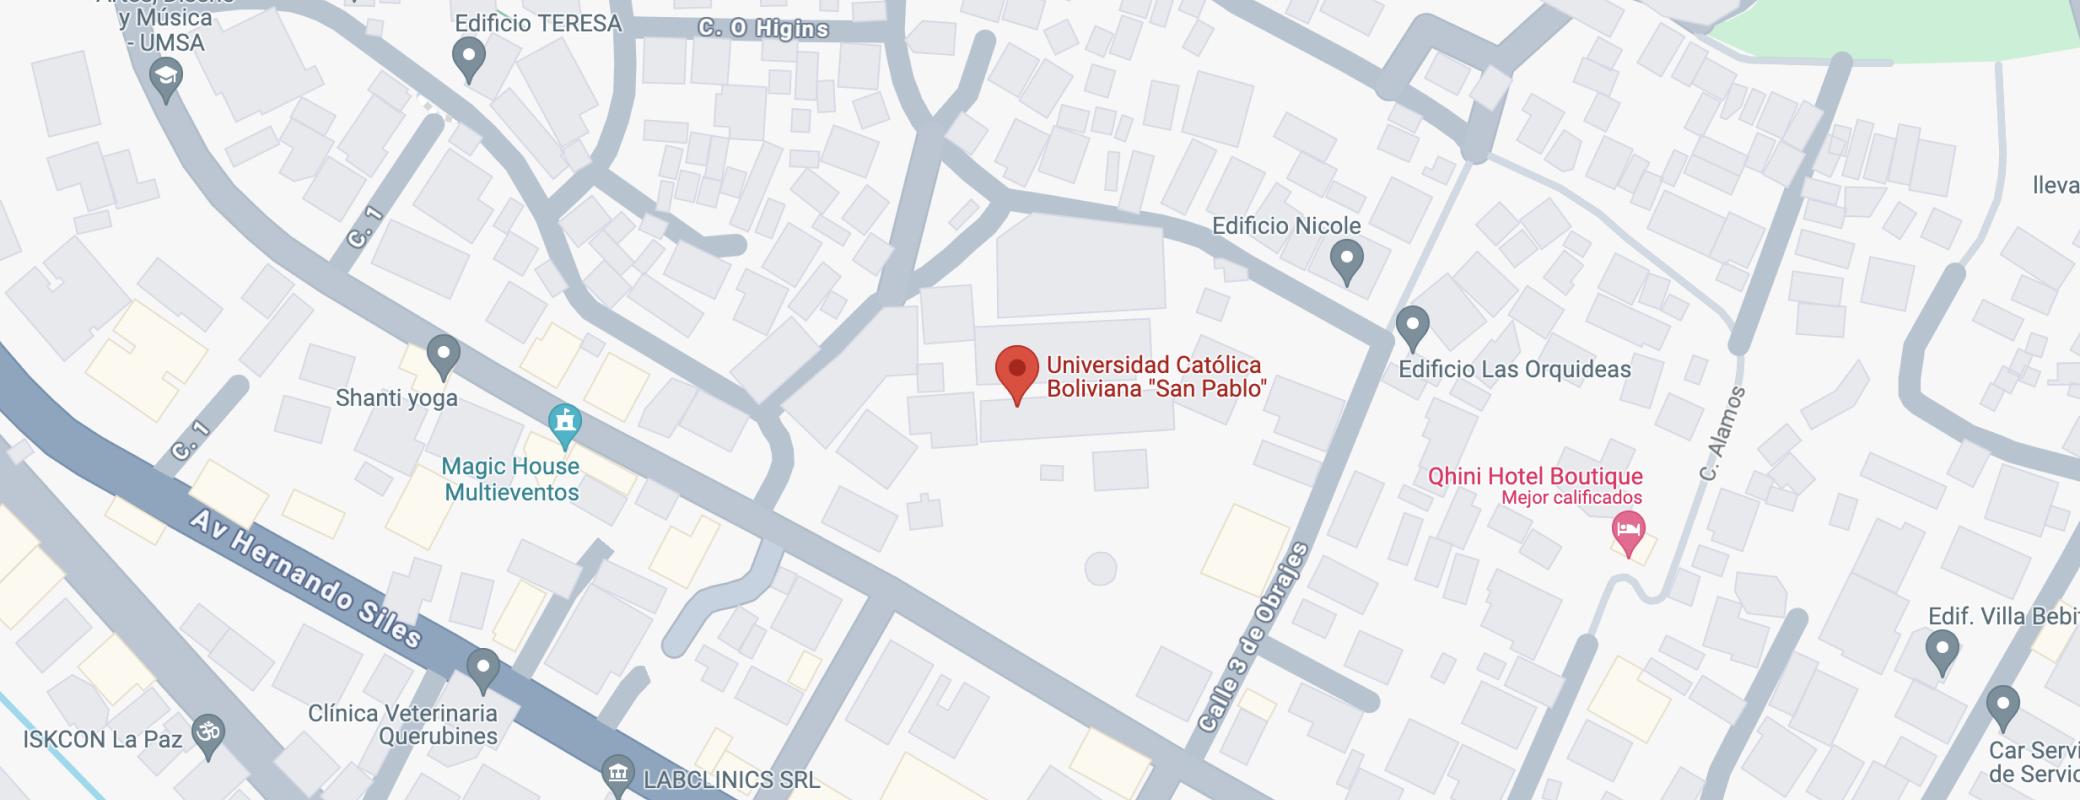 y Música
- UMSA
Edificio TERESA
C. O Higins
lleva
C. 1
Edificio Nicole
Universidad Católica
Boliviana "San Pablo"
Edificio Las Orquideas
Shanti yoga
C. Alamos
C. 1
Magic House
Multieventos
Qhini Hotel Boutique
Mejor calificados
Av Hernando Siles
Calle 3 de Obrajes
Edif. Villa Bebi
Clínica Veterinaria
Querubines
ISKCON La Paz
LABCLINICS SRL
Car Servi
de Servic